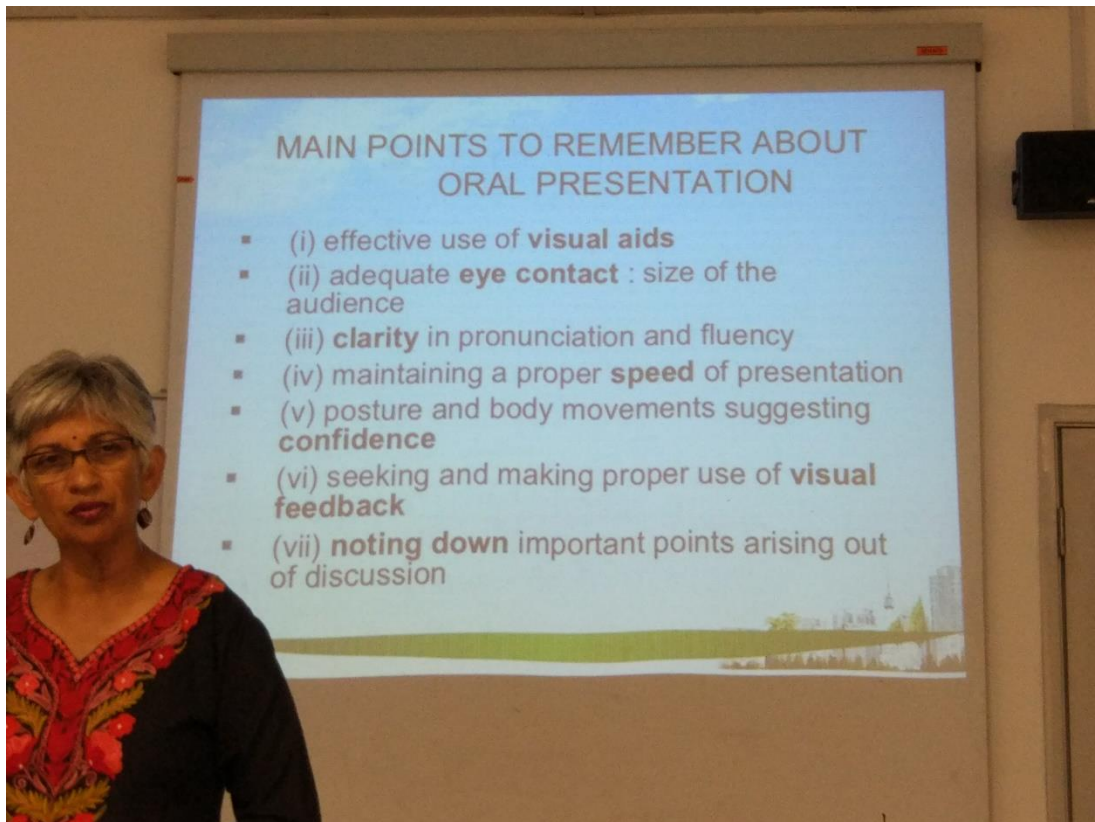 MAIN POINTS TO REMEMBER ABOUT
ORAL PRESENTATION
▪ (i) effective use of visual aids
▪ (ii) adequate eye contact : size of the
audience
▪ (iii) clarity in pronunciation and fluency
▪ (iv) maintaining a proper speed of presentation
▪ (v) posture and body movements suggesting
confidence
▪ (vi) seeking and making proper use of visual
feedback
▪ (vii) noting down important points arising out
of discussion